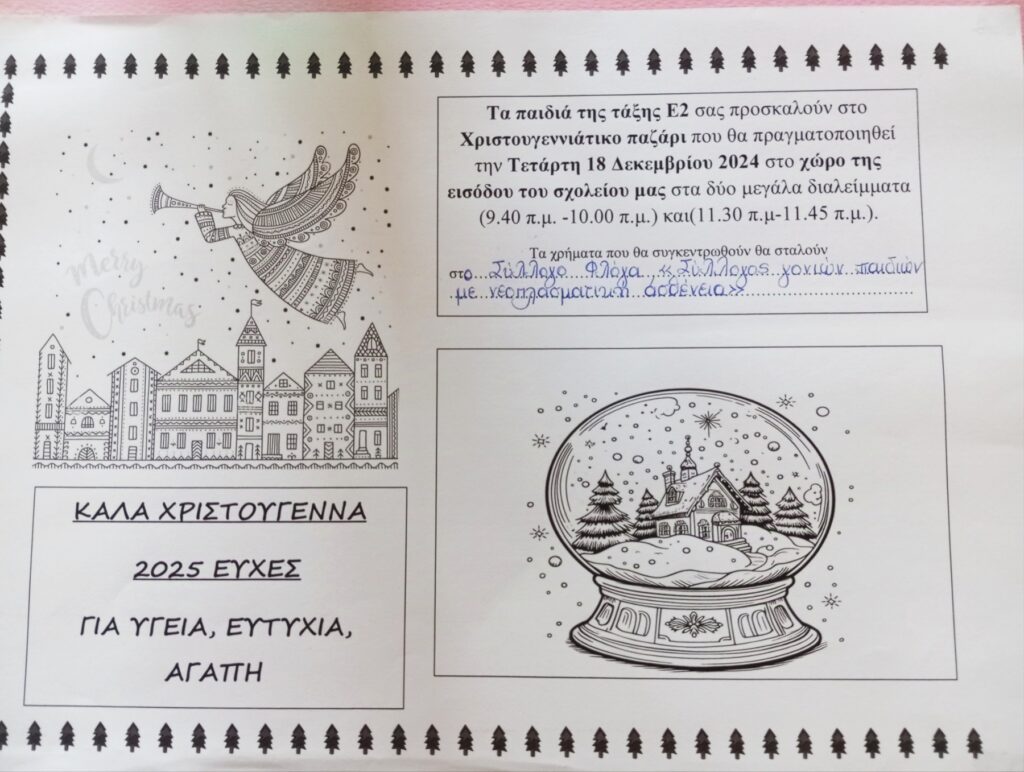 Τα παιδιά της τάξης Ε2 σας προσκαλούν στο
Χριστουγεννιάτικο παζάρι που θα πραγματοποιηθεί
την Τετάρτη 18 Δεκεμβρίου 2024 στο χώρο της
εισόδου του σχολείου μας στα δύο μεγάλα διαλείμματα
(9.40 π.μ. -10.00 π.μ.) και(11.30 π.μ-11.45 π.μ.).
Τα χρήματα που θα συγκεντρωθούν θα σταλούν
στο Σύλλογο Φλόγα «Σύλλογος γονιών παιδιών
με νεοπλασματική ασθένεια»
Merry
Christmas
ΚΑΛΑ ΧΡΙΣΤΟΥΓΕΝΝΑ
2025 ΕΥΧΕΣ
ΓΙΑ ΥΓΕΙΑ, ΕΥΤΥΧΙΑ,
ΑΓΑΠΗ